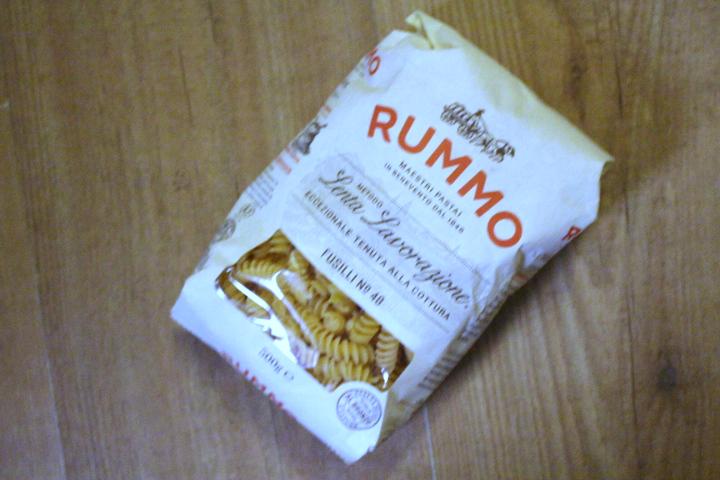 RUMMO
MAESTRI PASTAI
IN BENEVENTO DAL 1846
METODO
Lenta Lavorazione
ECCEZIONALE TENUTA ALLA COTTURA
FUSILLI Nº 48
500g ℮